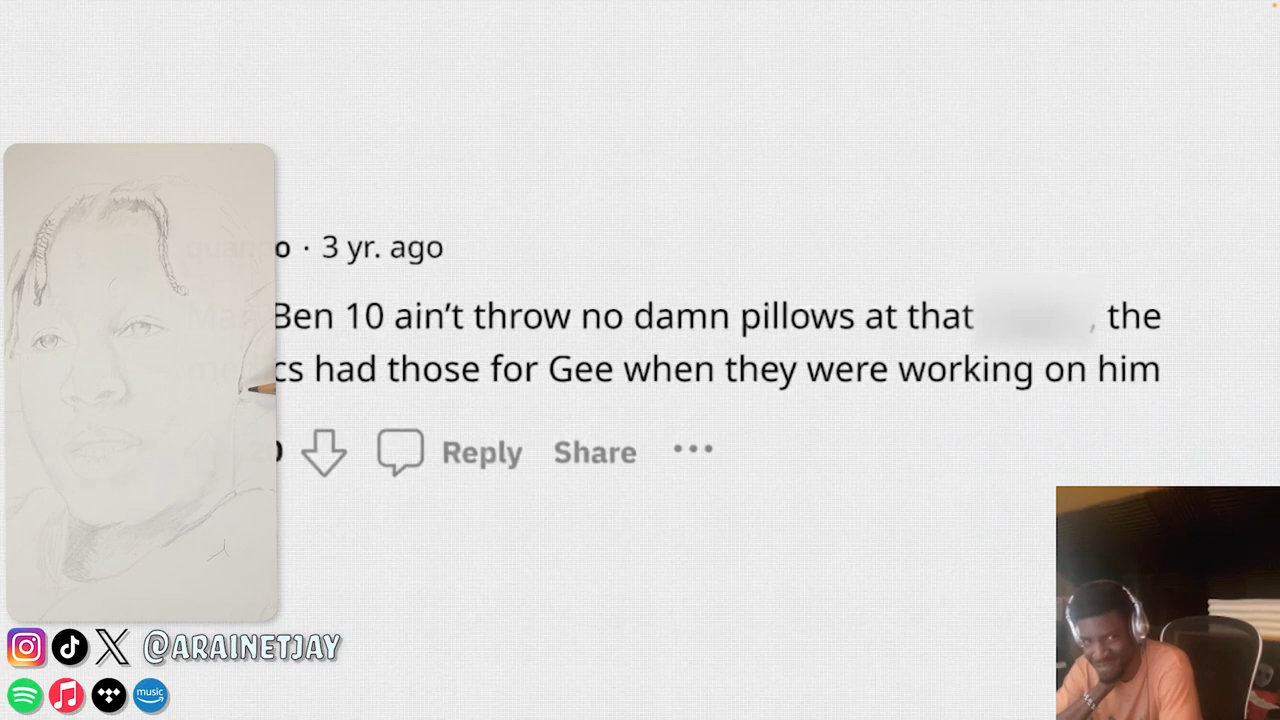 o · 3 yr. ago
Ben 10 ain’t throw no damn pillows at that , the
cs had those for Gee when they were working on him
Reply Share •••
@ARAINETJAY
music